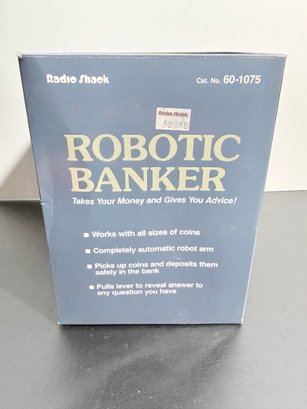 Radio Shack
Cat. No. 60-1075
Radio Shack
ROBOTIC
BANKER
Takes Your Money and Gives You Advice!
Works with all sizes of coins
Completely automatic robot arm
Picks up coins and deposits them
safely in the bank
Pulls lever to reveal answer to
any question you have